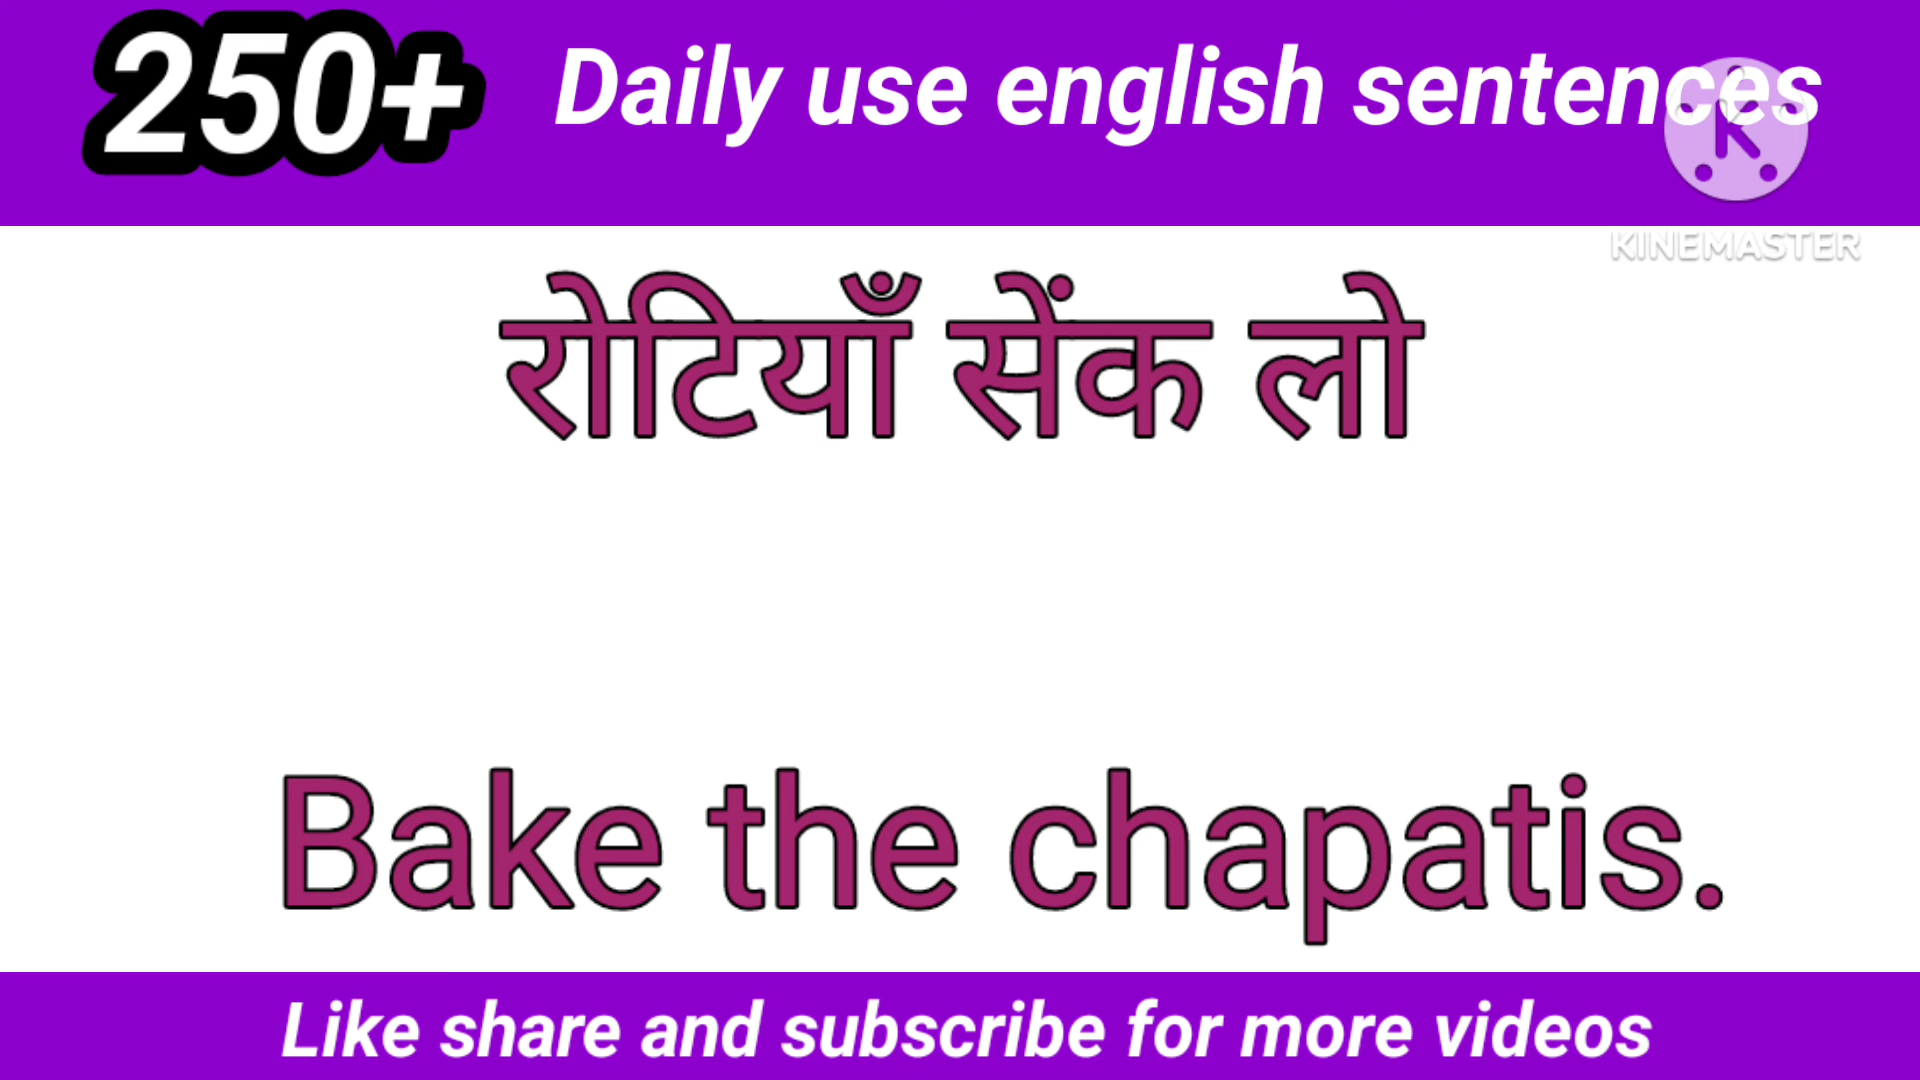 250+ Daily use english sentences
KINEMASTER
रोटियाँ सेंक लो
Bake the chapatis.
Like share and subscribe for more videos